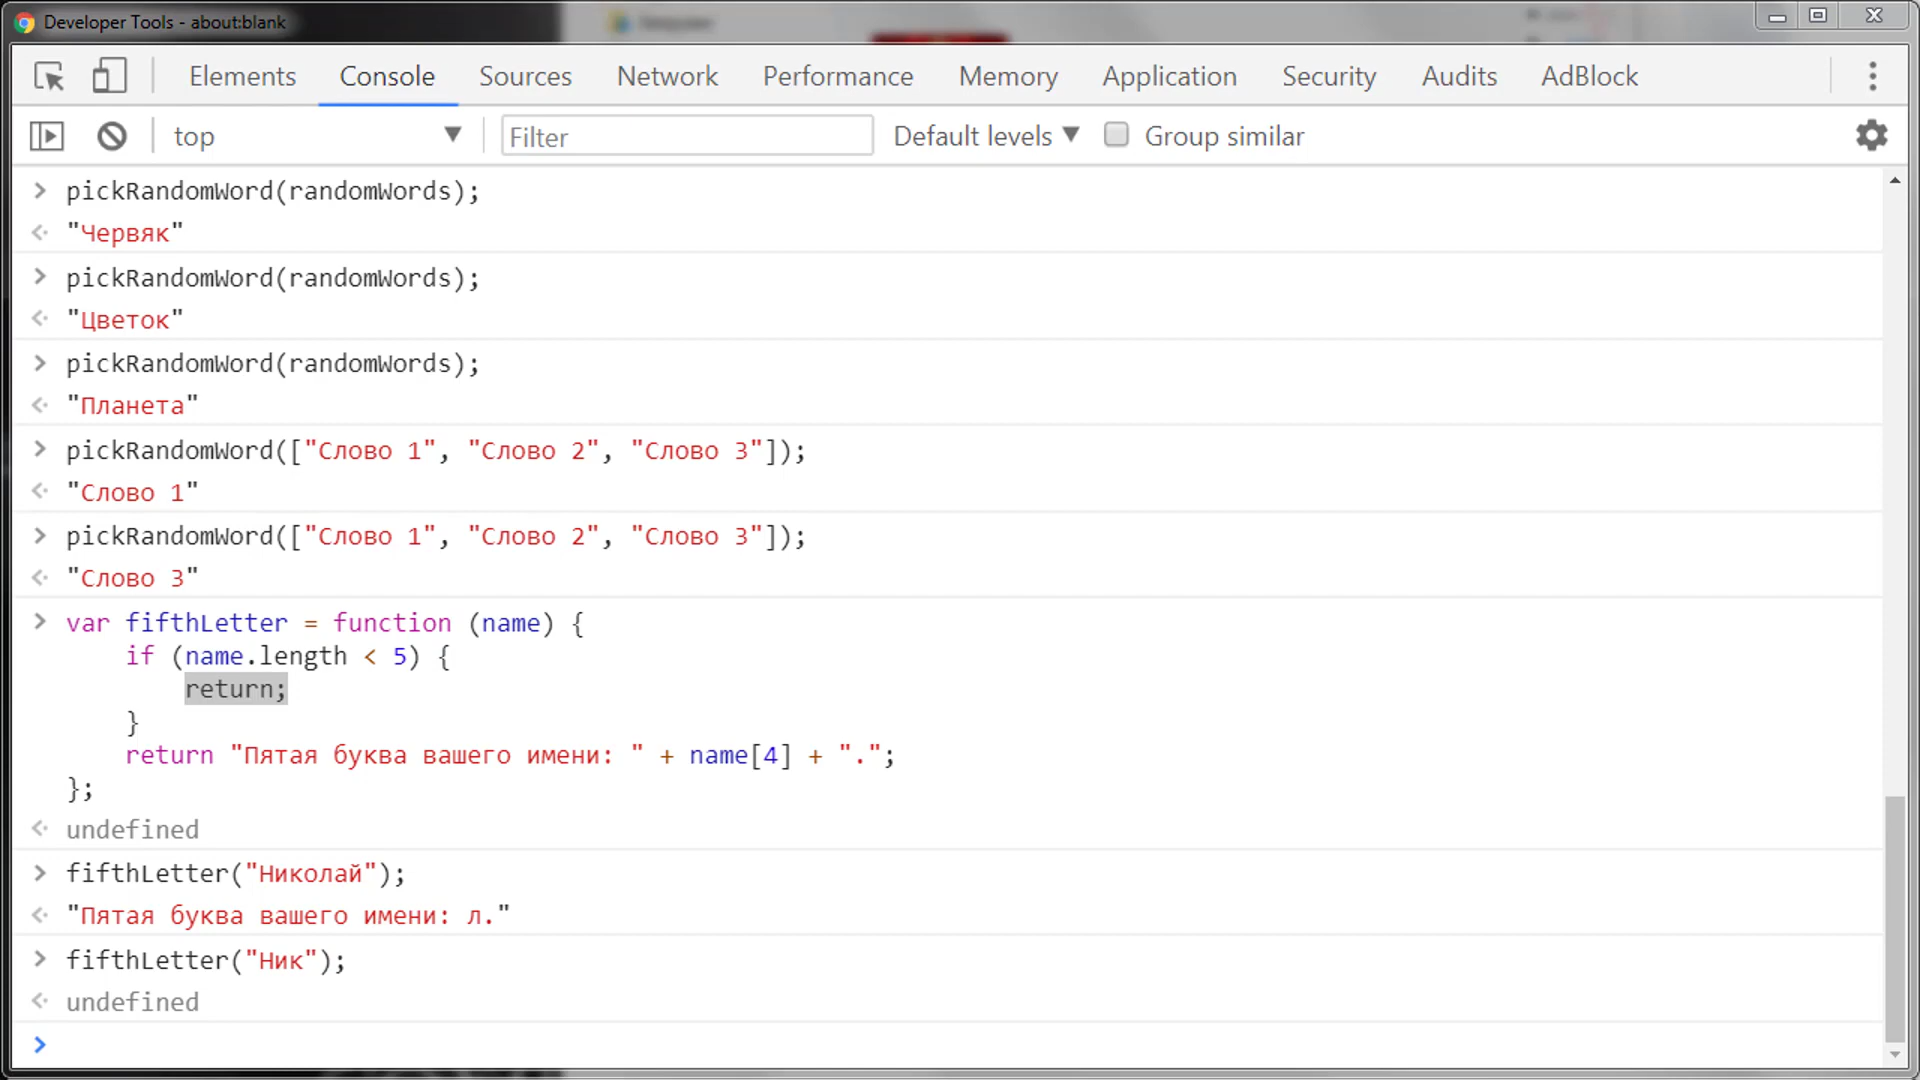 Developer Tools - about:blank
Elements Console Sources Network Performance Memory Application Security Audits AdBlock
top Filter Default levels Group similar
> pickRandomWord(randomWords);
"Червяк"
> pickRandomWord(randomWords);
"Цветок"
> pickRandomWord(randomWords);
"Планета"
> pickRandomWord(["Слово 1", "Слово 2", "Слово 3"]);
"Слово 1"
> pickRandomWord(["Слово 1", "Слово 2", "Слово 3"]);
"Слово 3"
> var fifthLetter = function (name) {
if (name.length < 5) {
return;
}
return "Пятая буква вашего имени: " + name[4] + ".";
};
undefined
> fifthLetter("Николай");
"Пятая буква вашего имени: л."
> fifthLetter("Ник");
undefined
>